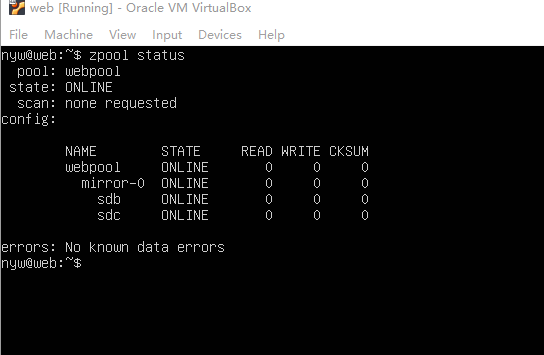 web [Running] - Oracle VM VirtualBox
File Machine View Input Devices Help
nyw@web:~$ zpool status
  pool: webpool
 state: ONLINE
  scan: none requested
config:
        NAME        STATE     READ WRITE CKSUM
        webpool     ONLINE       0     0     0
          mirror-0  ONLINE       0     0     0
            sdb     ONLINE       0     0     0
            sdc     ONLINE       0     0     0
errors: No known data errors
nyw@web:~$